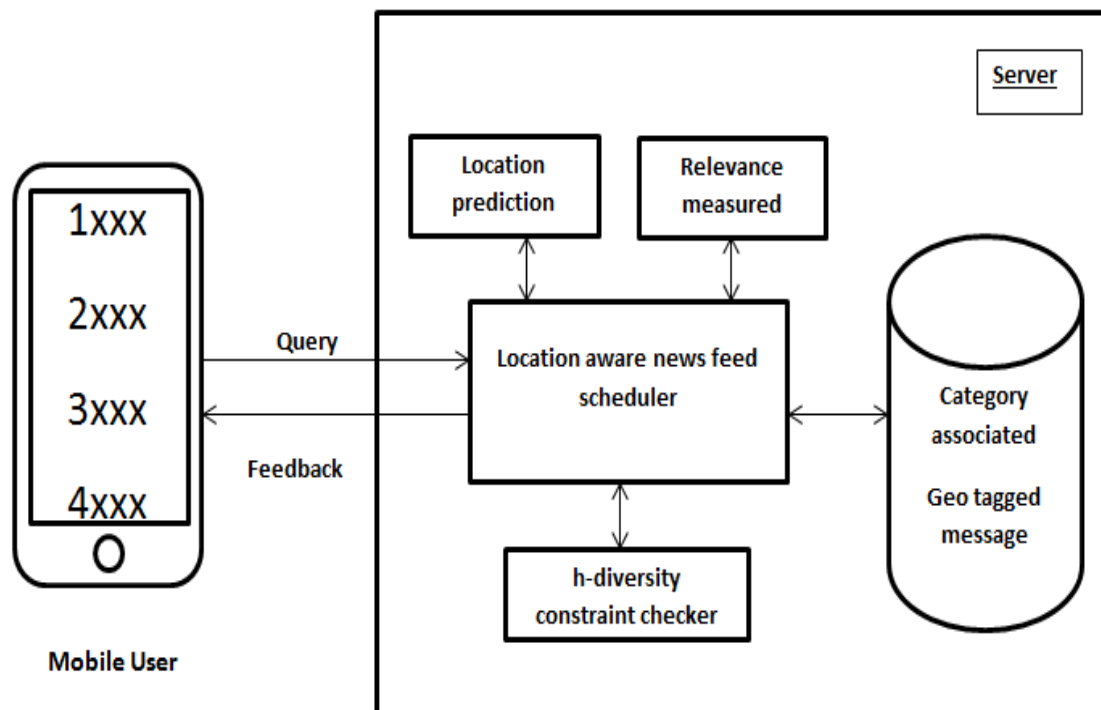 Server
Location
prediction
Relevance
measured
1xxx
2xxx
3xxx
4xxx
Query
Feedback
Location aware news feed
scheduler
Category
associated
Geo tagged
message
h-diversity
constraint checker
Mobile User